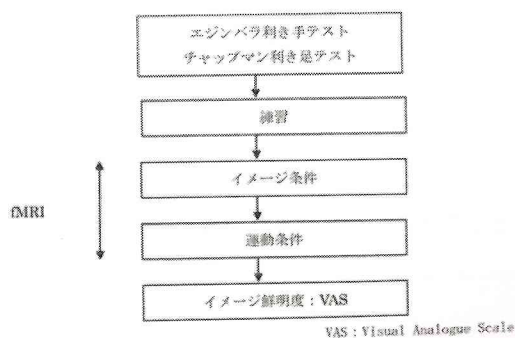 エジンバラ利き手テスト
チャップマン利き足テスト
練習
イメージ条件
fMRI
運動条件
イメージ鮮明度：VAS
VAS：Visual Analogue Scale